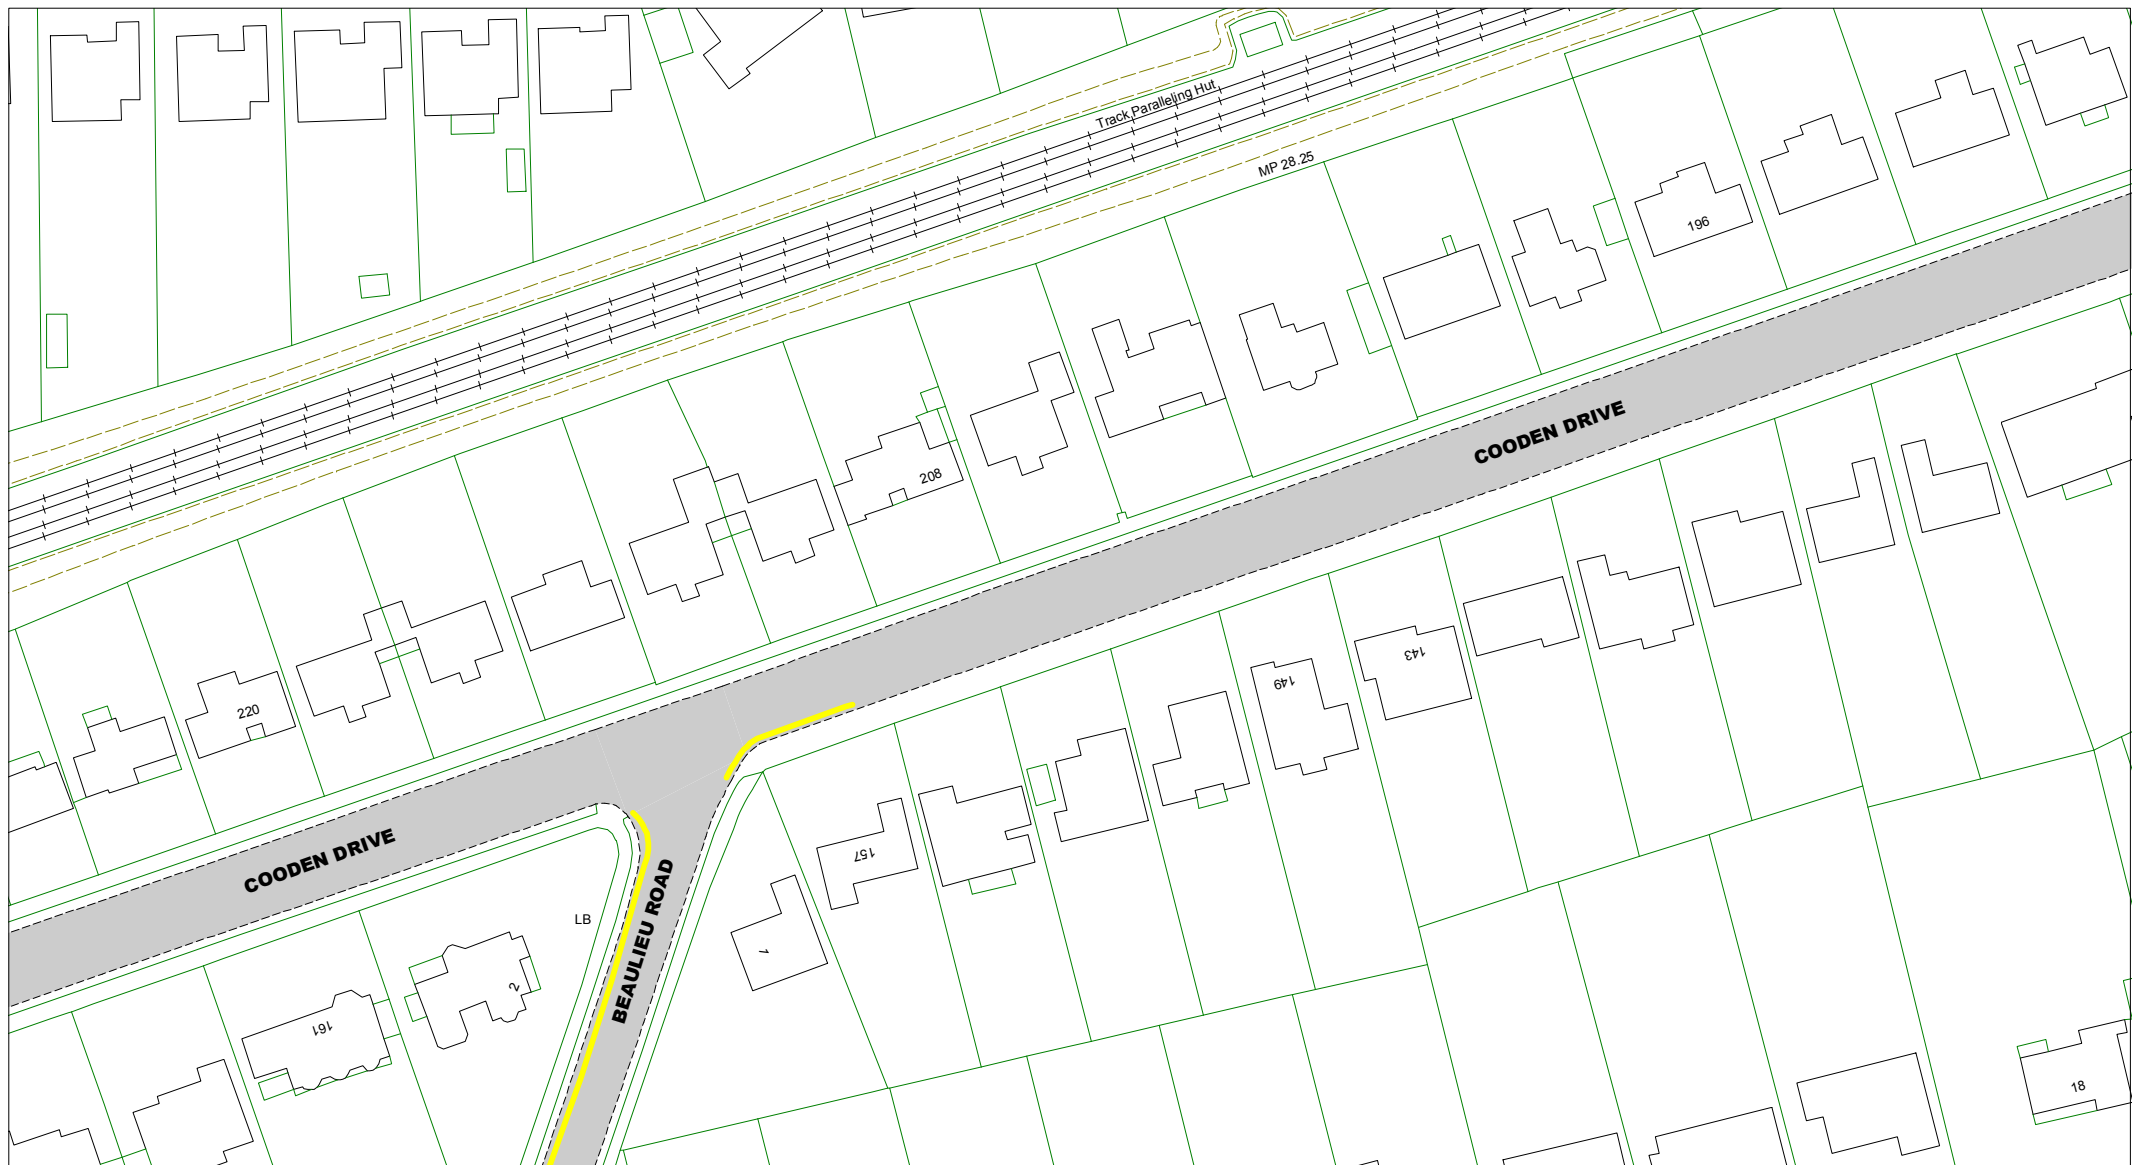 Track Paralleling Hut
MP 28.25
196
COODEN DRIVE
208
220
143
149
COODEN DRIVE
157
BEAULIEU ROAD
LB
1
2
161
18